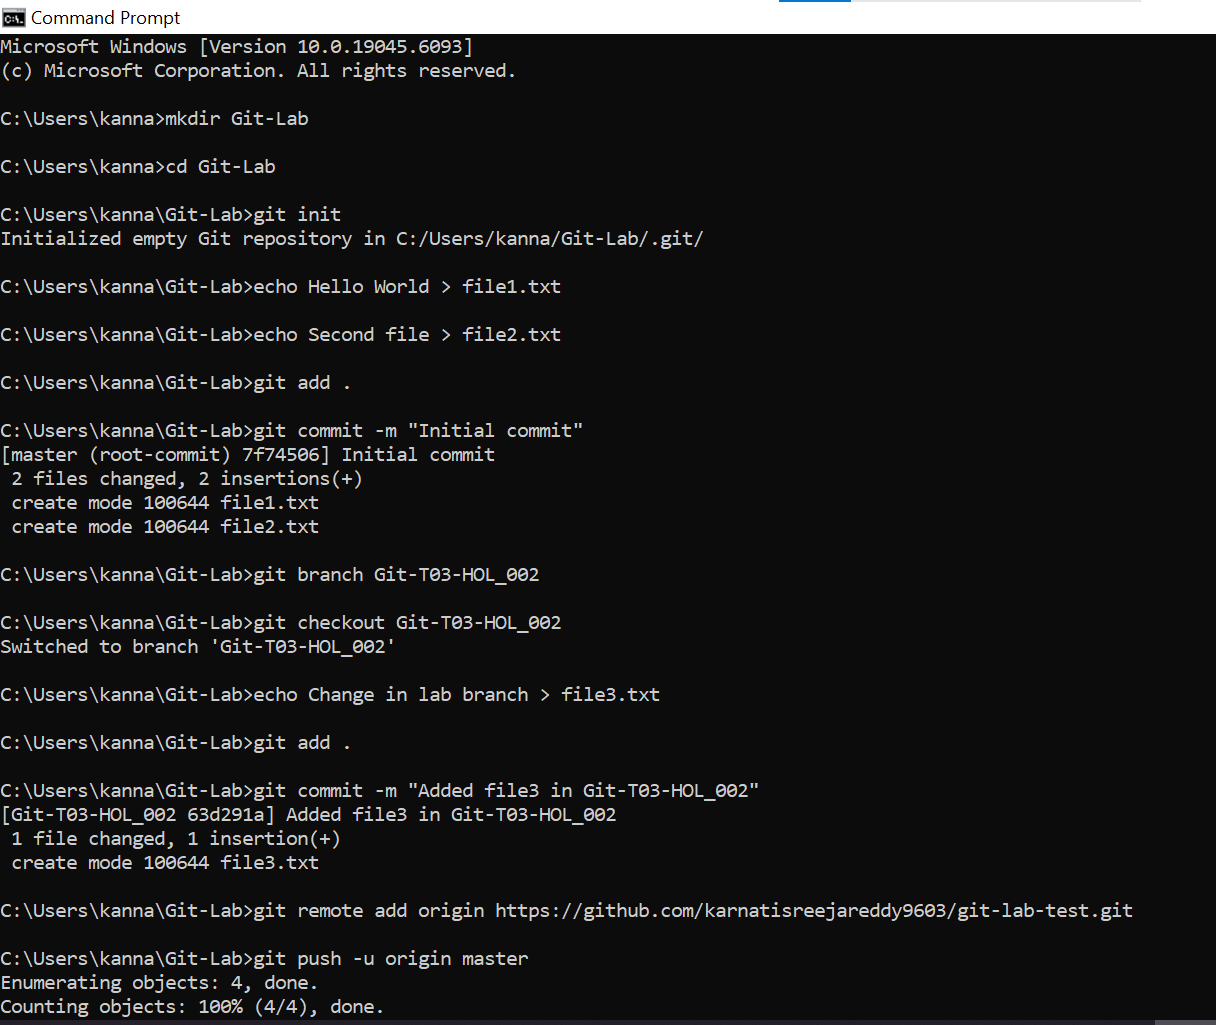 Command Prompt
Microsoft Windows [Version 10.0.19045.6093]
(c) Microsoft Corporation. All rights reserved.
C:\Users\kanna>mkdir Git-Lab
C:\Users\kanna>cd Git-Lab
C:\Users\kanna\Git-Lab>git init
Initialized empty Git repository in C:/Users/kanna/Git-Lab/.git/
C:\Users\kanna\Git-Lab>echo Hello World > file1.txt
C:\Users\kanna\Git-Lab>echo Second file > file2.txt
C:\Users\kanna\Git-Lab>git add .
C:\Users\kanna\Git-Lab>git commit -m "Initial commit"
[master (root-commit) 7f74506] Initial commit
 2 files changed, 2 insertions(+)
 create mode 100644 file1.txt
 create mode 100644 file2.txt
C:\Users\kanna\Git-Lab>git branch Git-T03-HOL_002
C:\Users\kanna\Git-Lab>git checkout Git-T03-HOL_002
Switched to branch 'Git-T03-HOL_002'
C:\Users\kanna\Git-Lab>echo Change in lab branch > file3.txt
C:\Users\kanna\Git-Lab>git add .
C:\Users\kanna\Git-Lab>git commit -m "Added file3 in Git-T03-HOL_002"
[Git-T03-HOL_002 63d291a] Added file3 in Git-T03-HOL_002
 1 file changed, 1 insertion(+)
 create mode 100644 file3.txt
C:\Users\kanna\Git-Lab>git remote add origin https://github.com/karnatisreejareddy9603/git-lab-test.git
C:\Users\kanna\Git-Lab>git push -u origin master
Enumerating objects: 4, done.
Counting objects: 100% (4/4), done.